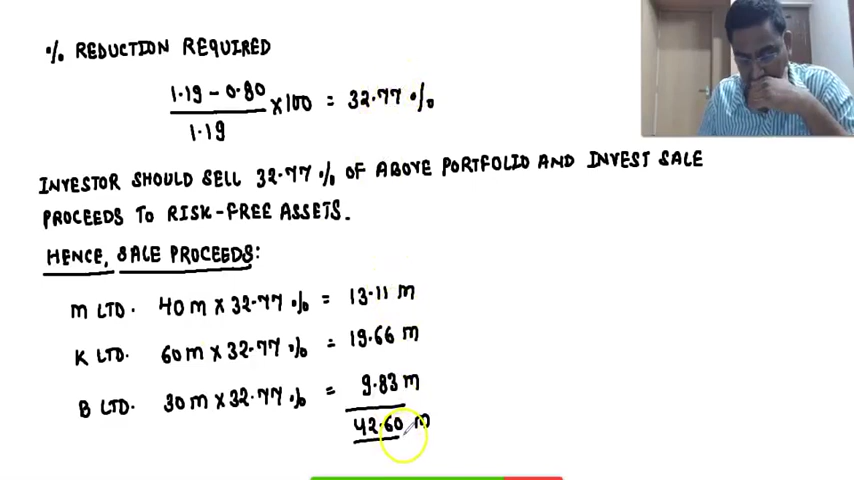 % REDUCTION REQUIRED
1.19 - 0.80
1.19
× 100 = 32.77 %
INVESTOR SHOULD SELL 32.77 % OF ABOVE PORTFOLIO AND INVEST SALE
PROCEEDS TO RISK-FREE ASSETS.
HENCE, SALE PROCEEDS:
M LTD. 40 M × 32.77 % = 13.11 M
K LTD. 60 M × 32.77 % = 19.66 M
B LTD. 30 M × 32.77 % = 9.83 M
42.60 M